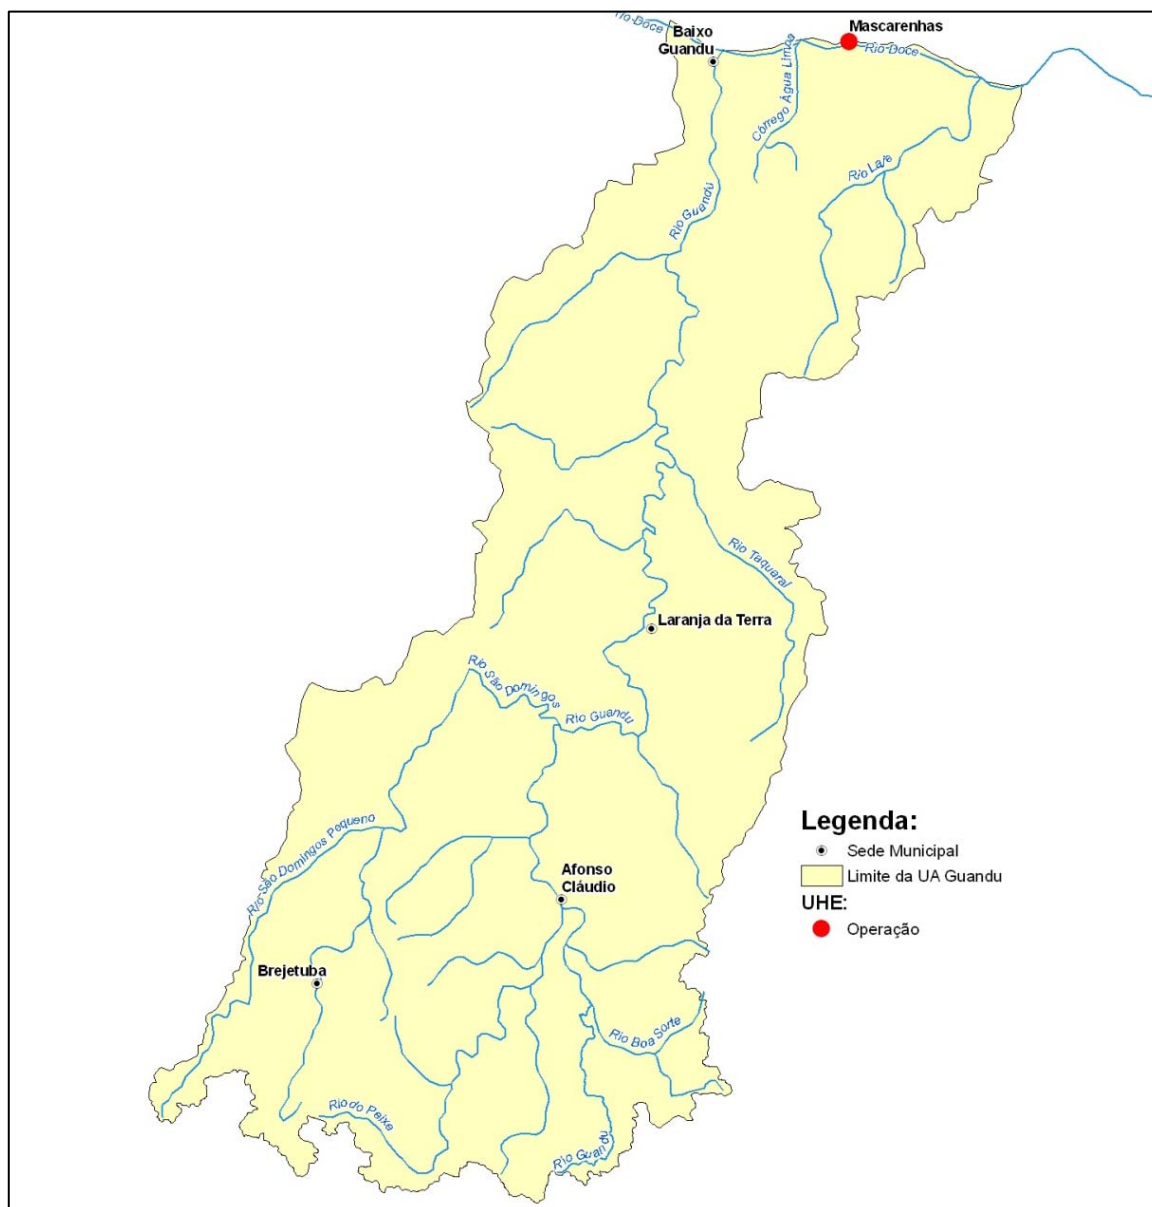 Rio Doce
Mascarenhas
Baixo
Guandu
Rio Doce
Córrego Água Limpa
Rio Laje
Rio Guandu
Rio Taquaral
Laranja da Terra
Rio São Domingos
Rio Guandu
Rio São Domingos Pequeno
Afonso
Cláudio
Brejetuba
Rio Boa Sorte
Rio do Peixe
Rio Guandu
Legenda:
Sede Municipal
Limite da UA Guandu
UHE:
Operação